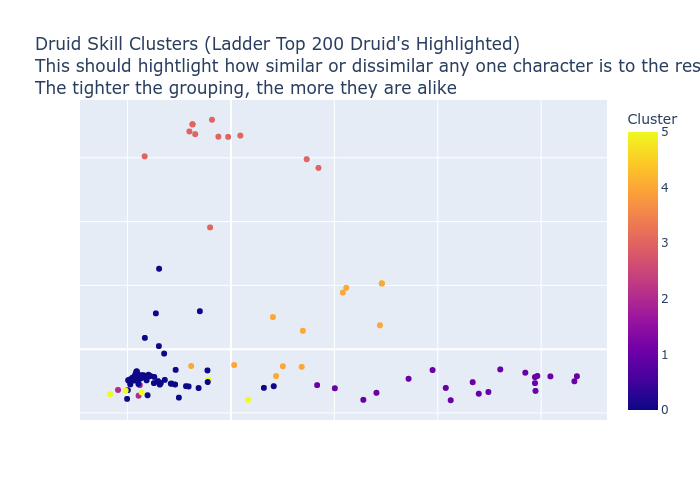 Druid Skill Clusters (Ladder Top 200 Druid's Highlighted)
This should hightlight how similar or dissimilar any one character is to the
The tighter the grouping, the more they are alike
Cluster
5
4
3
2
1
0